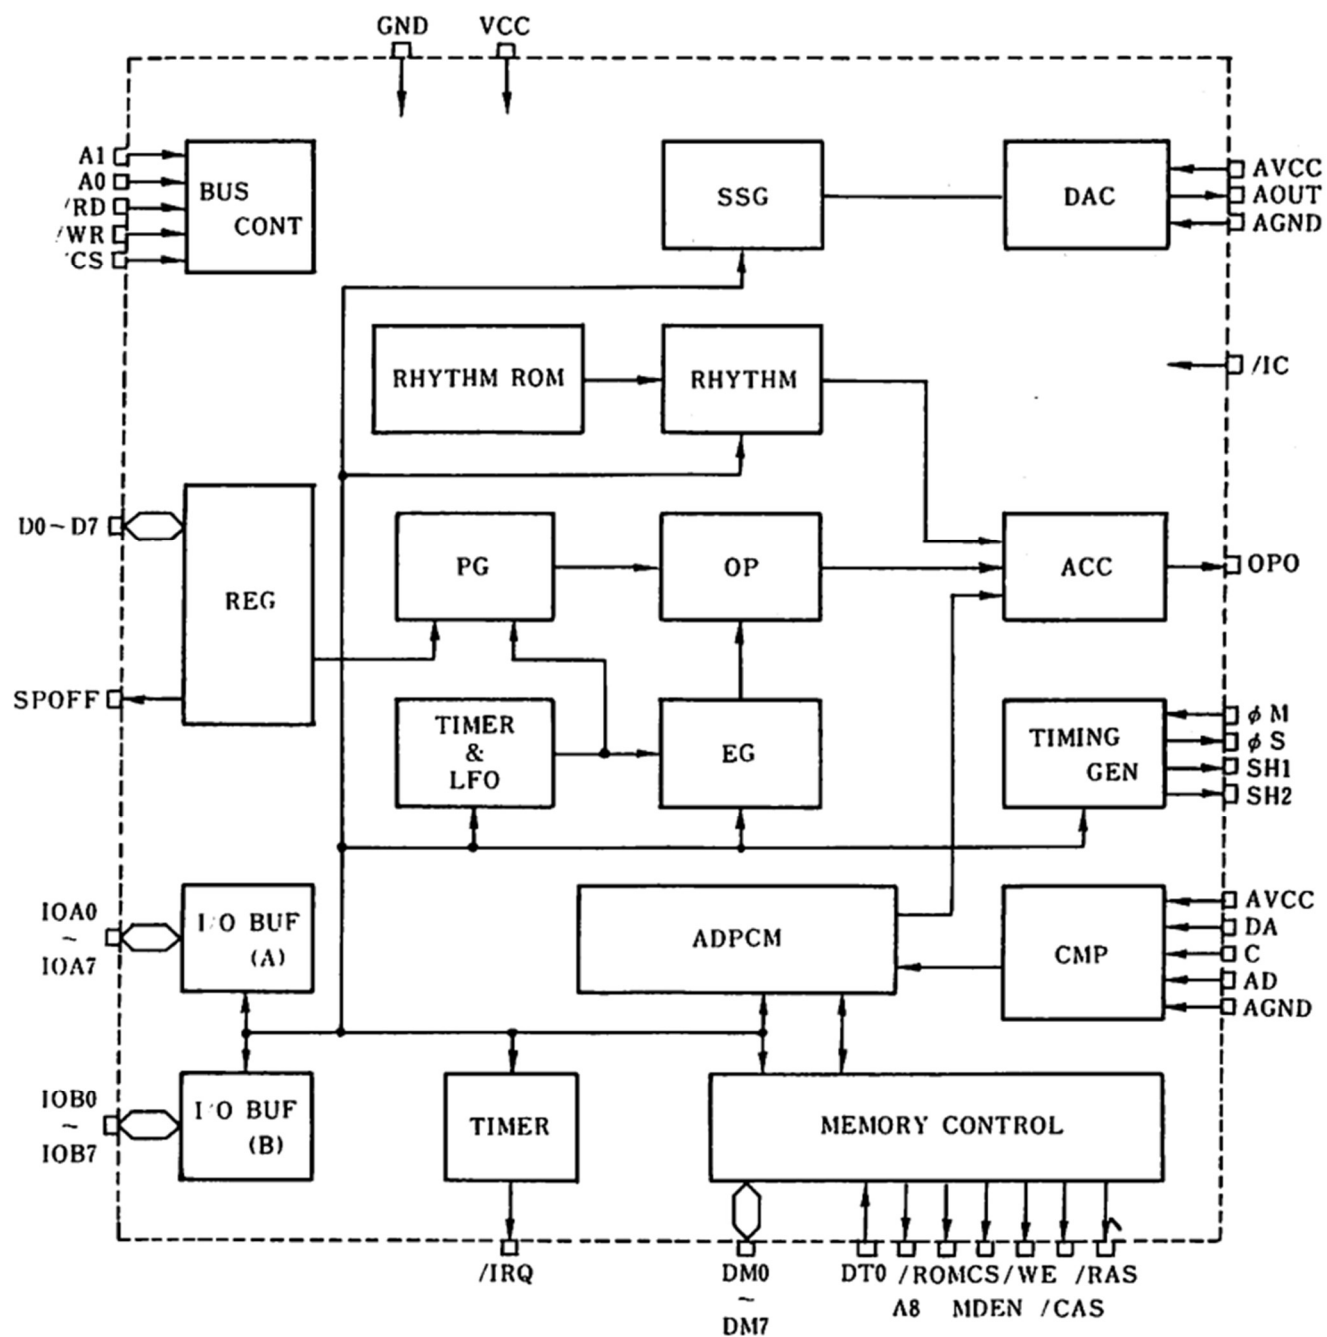 GND VCC
A1
A0
/RD
/WR
/CS
BUS
CONT
SSG
DAC
AVCC
AOUT
AGND
RHYTHM ROM
RHYTHM
/IC
D0~D7
REG
PG
OP
ACC
OPO
SPOFF
TIMER
&
LFO
EG
TIMING
GEN
φM
φS
SH1
SH2
IOA0
~
IOA7
I/O BUF
(A)
ADPCM
CMP
AVCC
DA
C
AD
AGND
IOB0
~
IOB7
I/O BUF
(B)
TIMER
MEMORY CONTROL
/IRQ
DM0
~
DM7
DT0 /ROMCS /WE /RAS
A8 MDEN /CAS